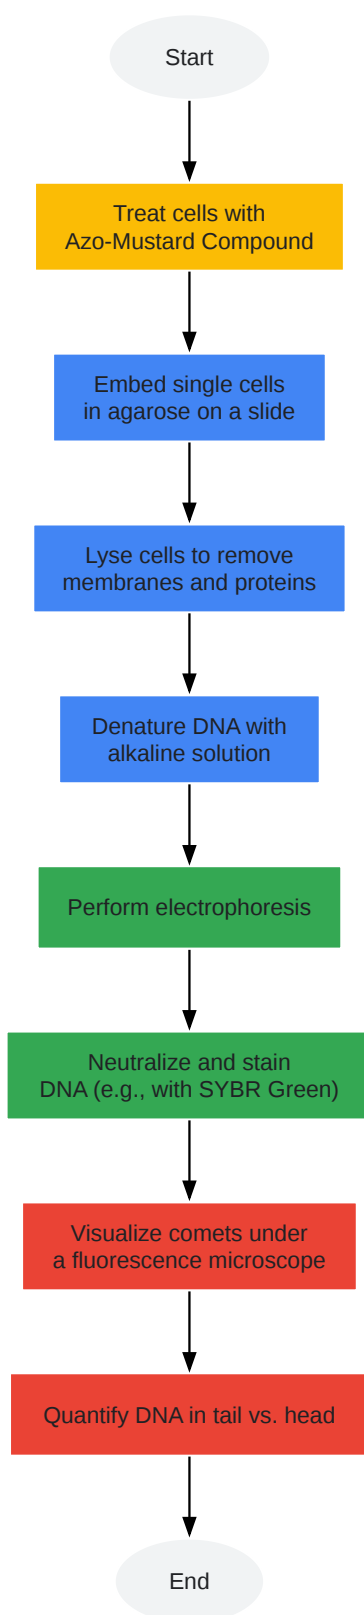 Start
Treat cells with
Azo-Mustard Compound
Embed single cells
in agarose on a slide
Lyse cells to remove
membranes and proteins
Denature DNA with
alkaline solution
Perform electrophoresis
Neutralize and stain
DNA (e.g., with SYBR Green)
Visualize comets under
a fluorescence microscope
Quantify DNA in tail vs. head
End